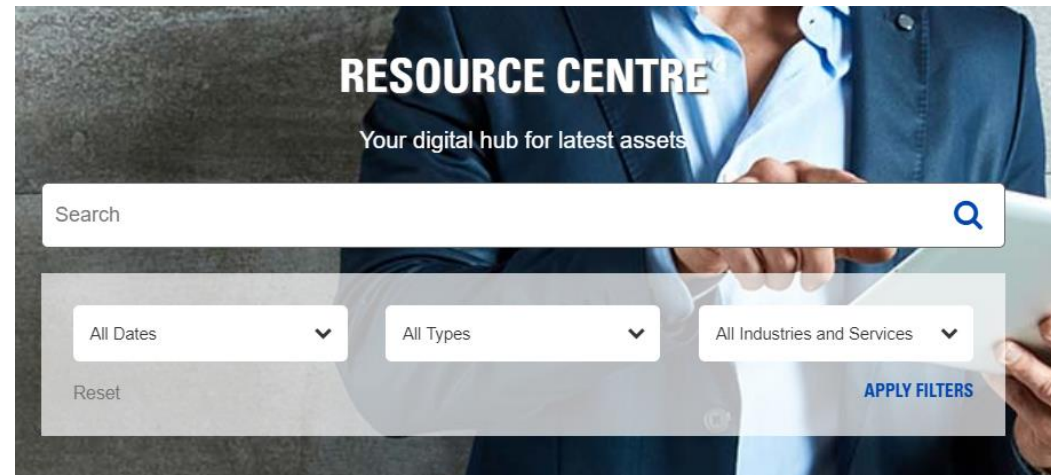 RESOURCE CENTRE
Your digital hub for latest assets
Search
All Dates
All Types
All Industries and Services
Reset
APPLY FILTERS